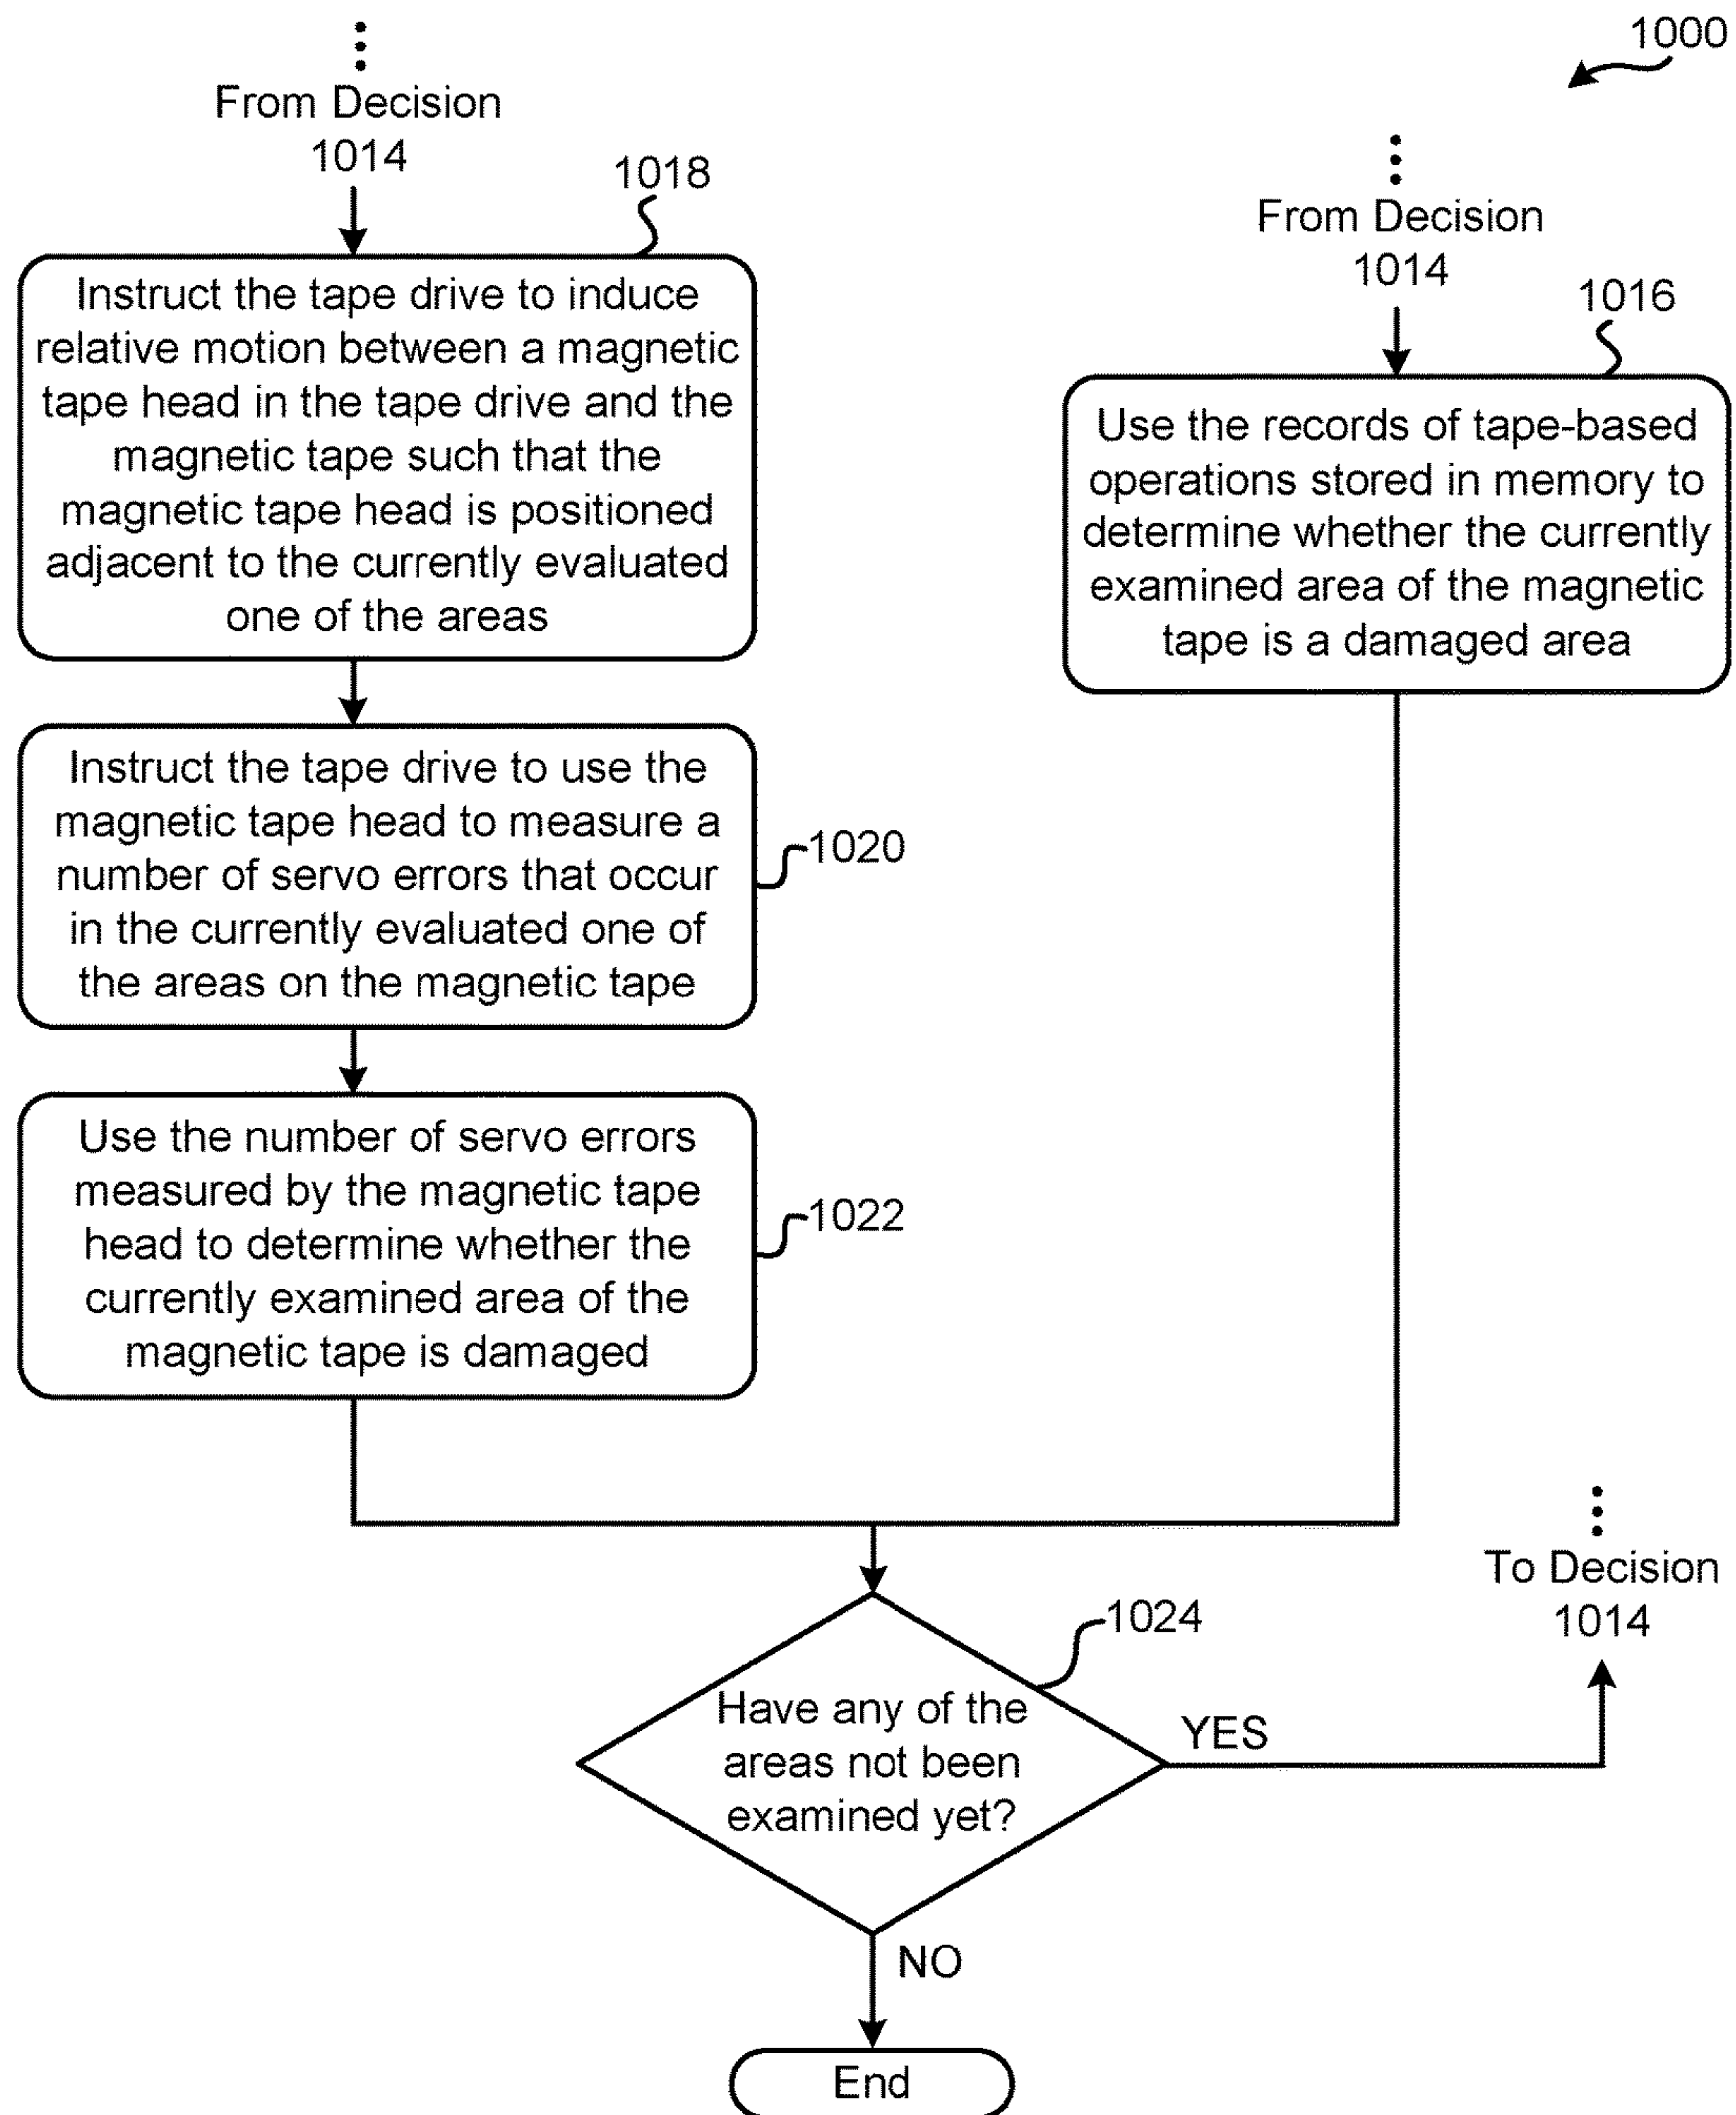 1000
From Decision
1014
1018
Instruct the tape drive to induce
relative motion between a magnetic
tape head in the tape drive and the
magnetic tape such that the
magnetic tape head is positioned
adjacent to the currently evaluated
one of the areas
From Decision
1014
1016
Use the records of tape-based
operations stored in memory to
determine whether the currently
examined area of the magnetic
tape is a damaged area
Instruct the tape drive to use the
magnetic tape head to measure a
number of servo errors that occur
in the currently evaluated one of
the areas on the magnetic tape
1020
Use the number of servo errors
measured by the magnetic tape
head to determine whether the
currently examined area of the
magnetic tape is damaged
1022
To Decision
1014
1024
Have any of the
areas not been
examined yet?
YES
NO
End